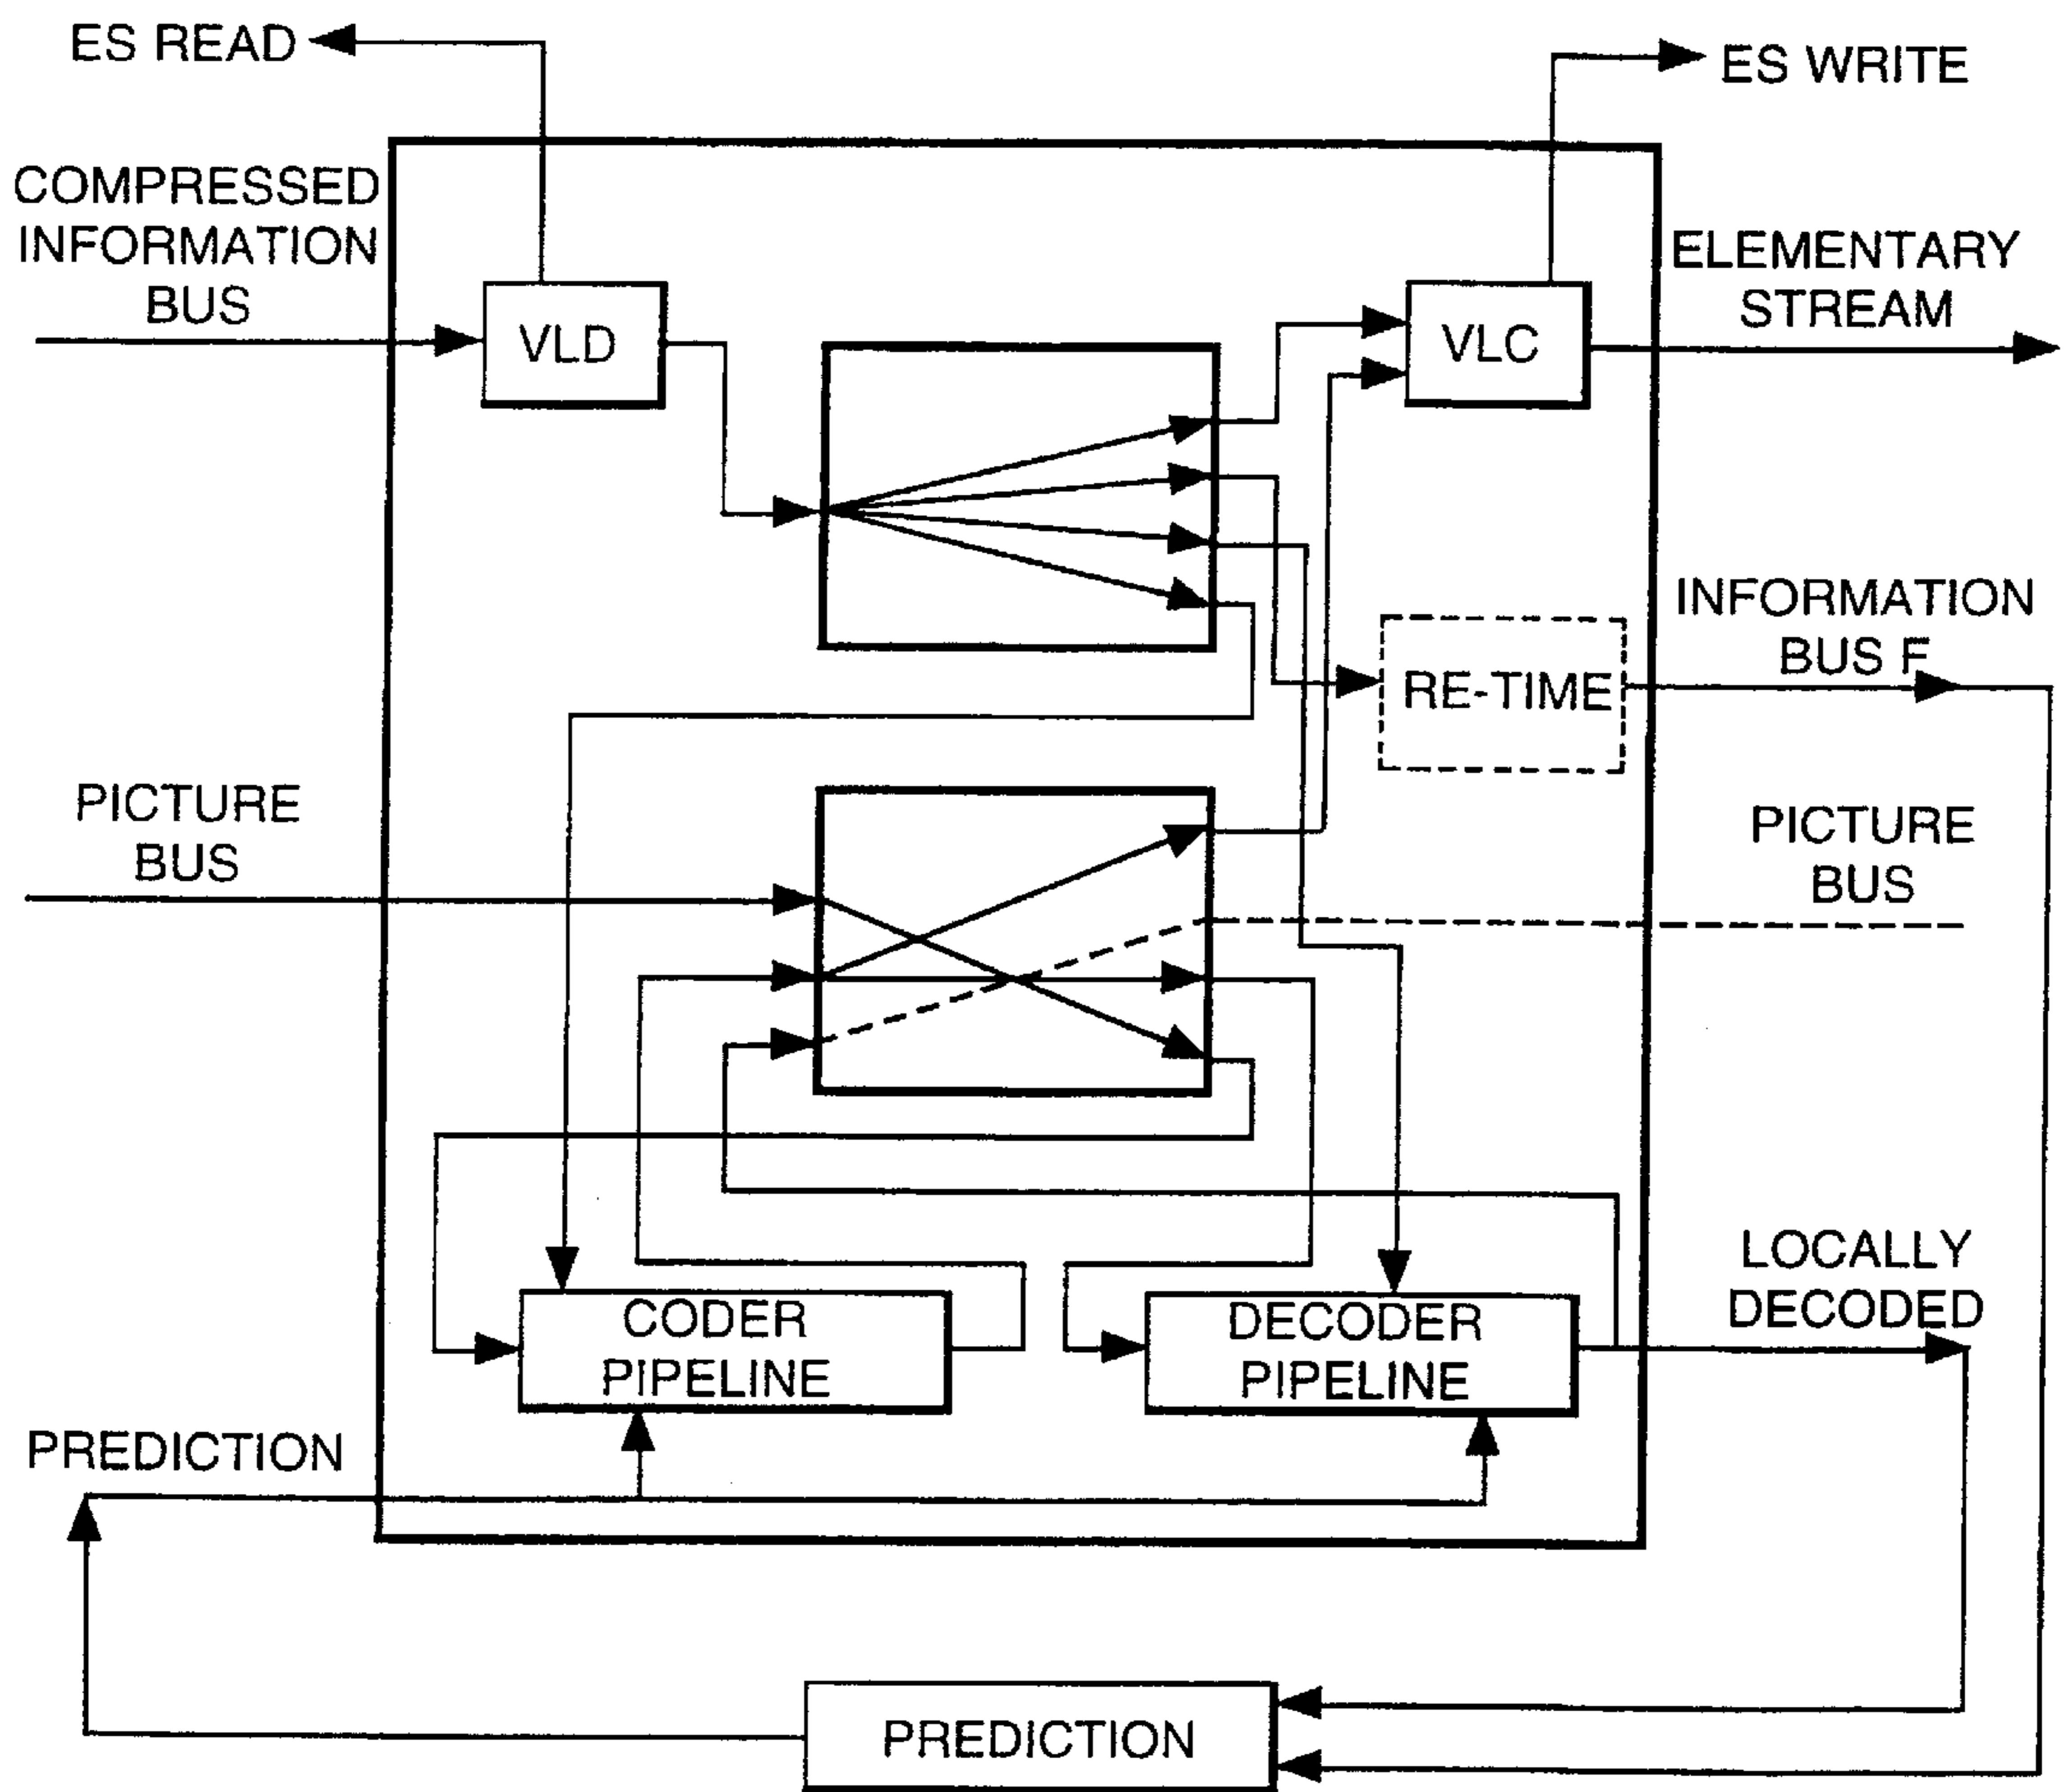 ES READ
ES WRITE
COMPRESSED
INFORMATION
BUS
VLD
VLC
ELEMENTARY
STREAM
INFORMATION
BUS F
RE-TIME
PICTURE
BUS
PICTURE
BUS
LOCALLY
DECODED
CODER
PIPELINE
DECODER
PIPELINE
PREDICTION
PREDICTION